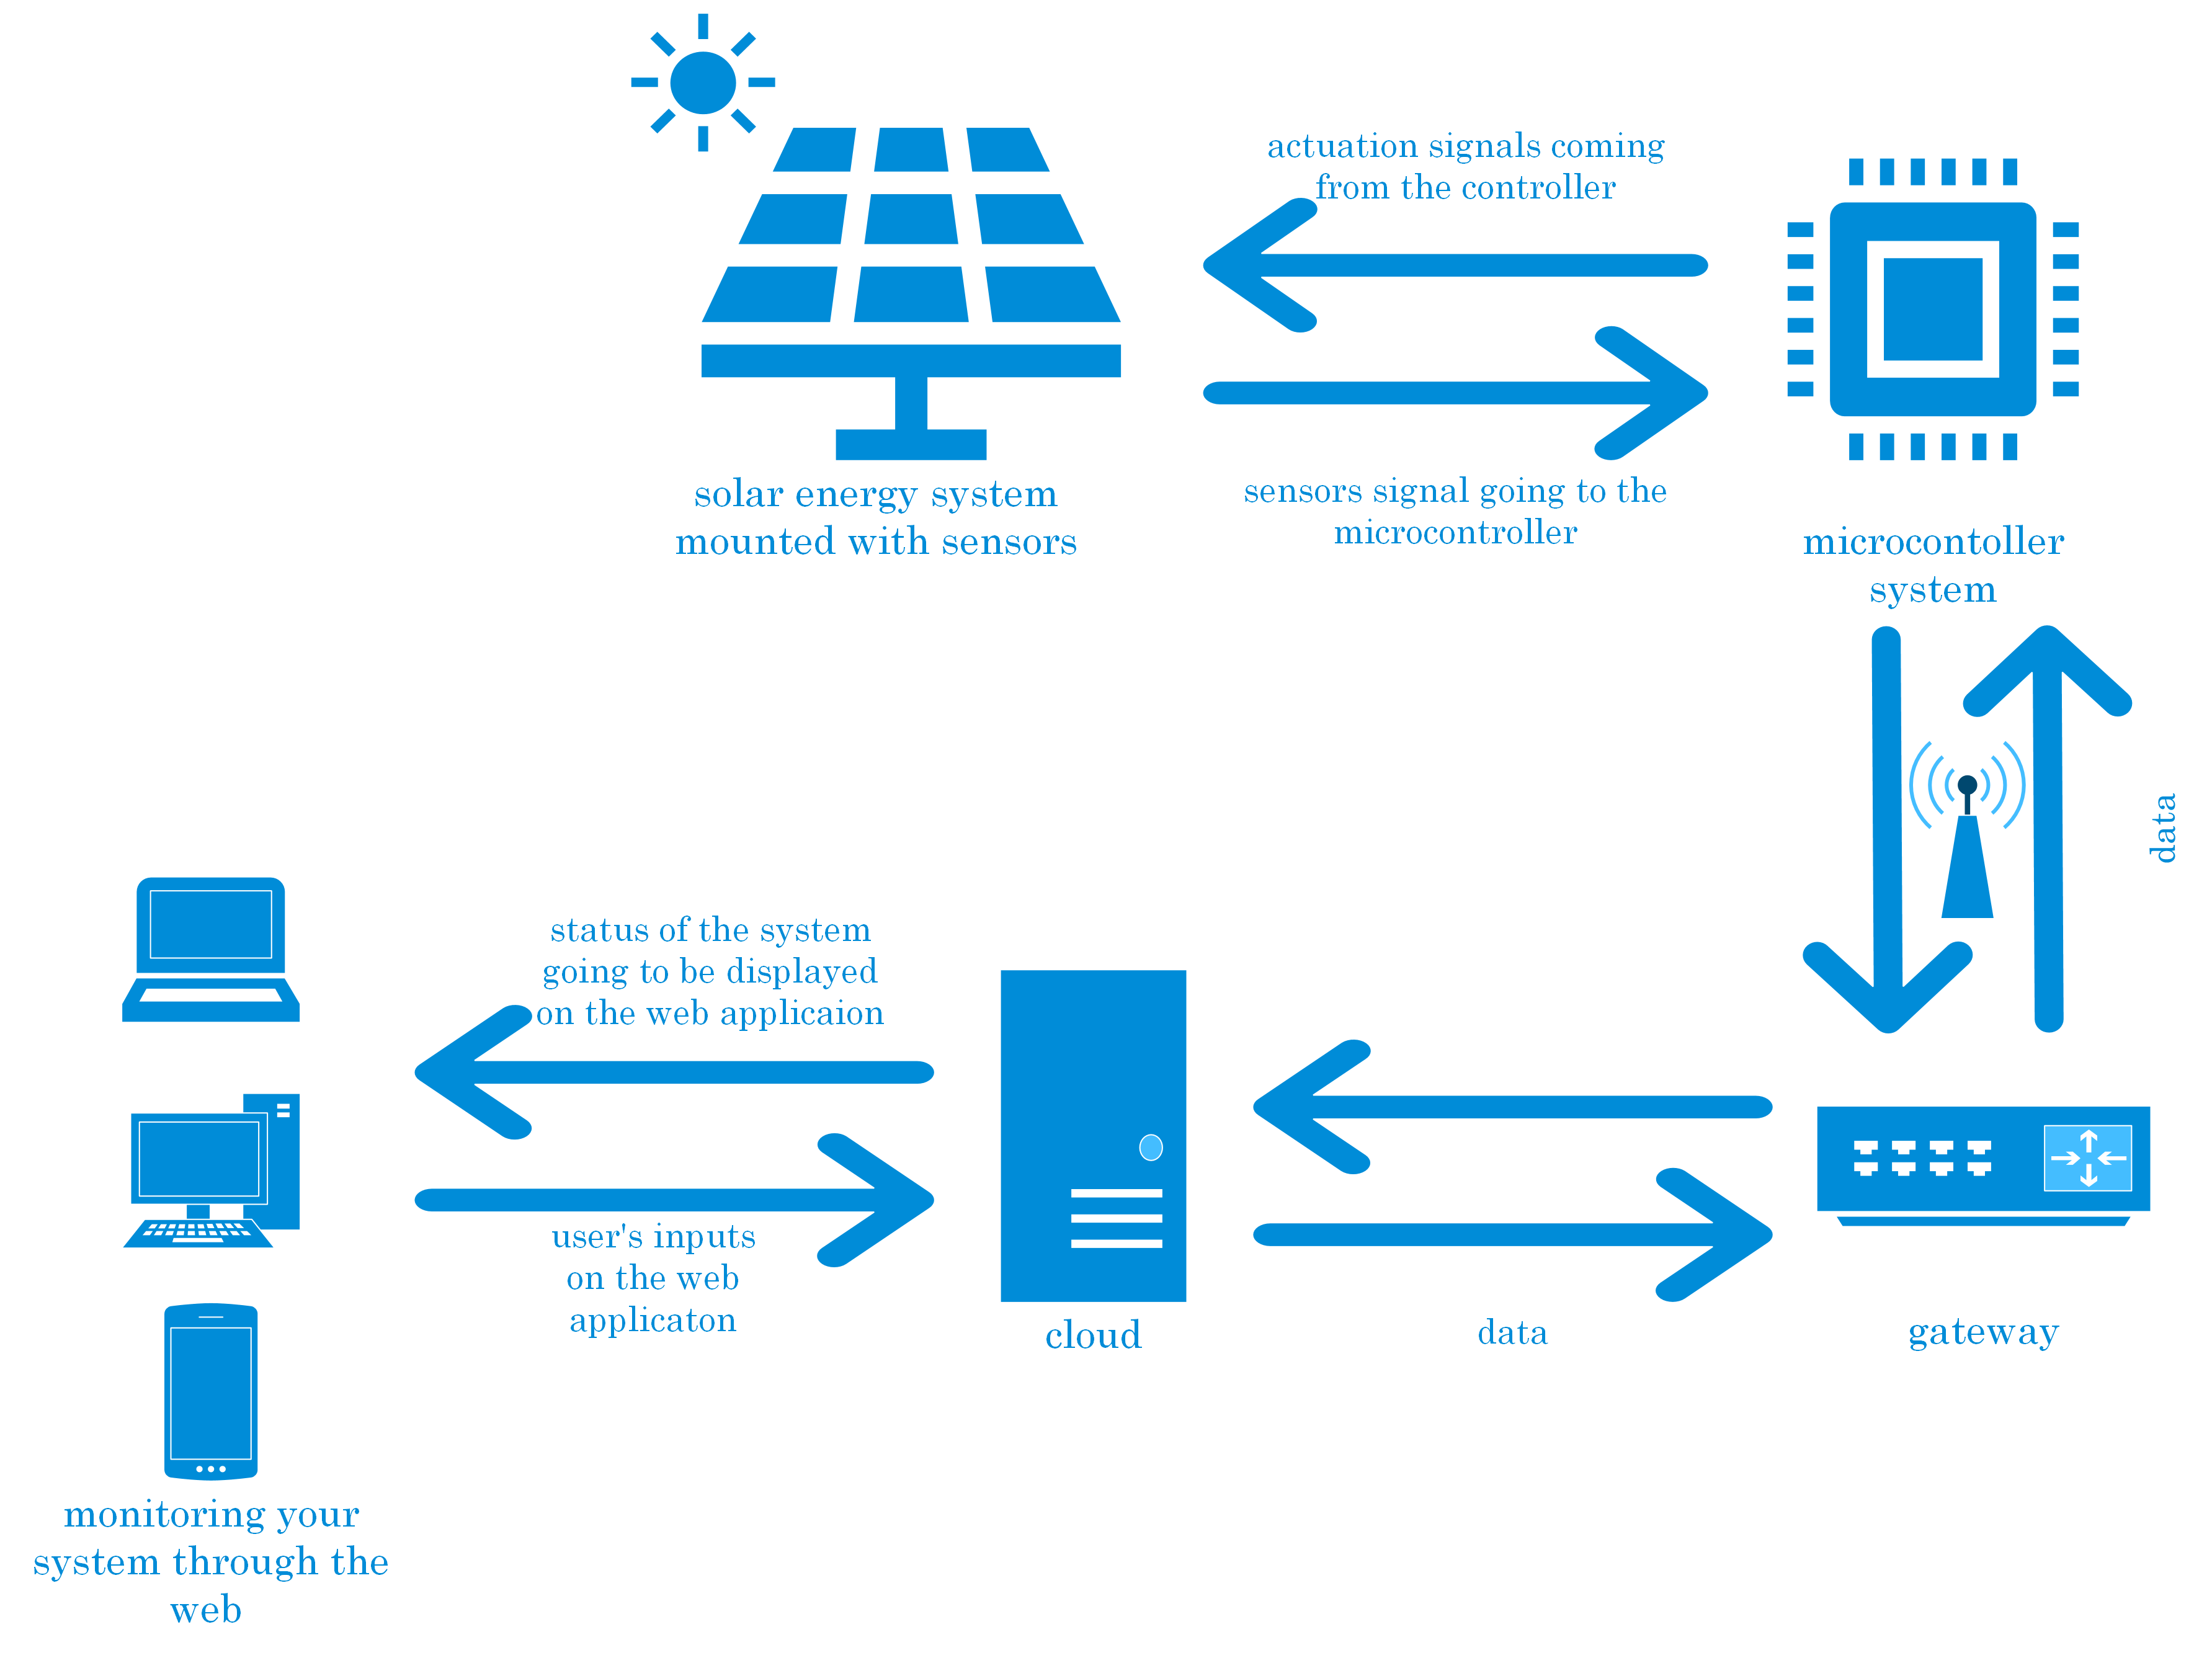 actuation signals coming
from the controller
solar energy system
mounted with sensors
sensors signal going to the
microcontroller
microcontoller
system
data
status of the system
going to be displayed
on the web applicaion
user's inputs
on the web
applicaton
cloud
data
gateway
monitoring your
system through the
web